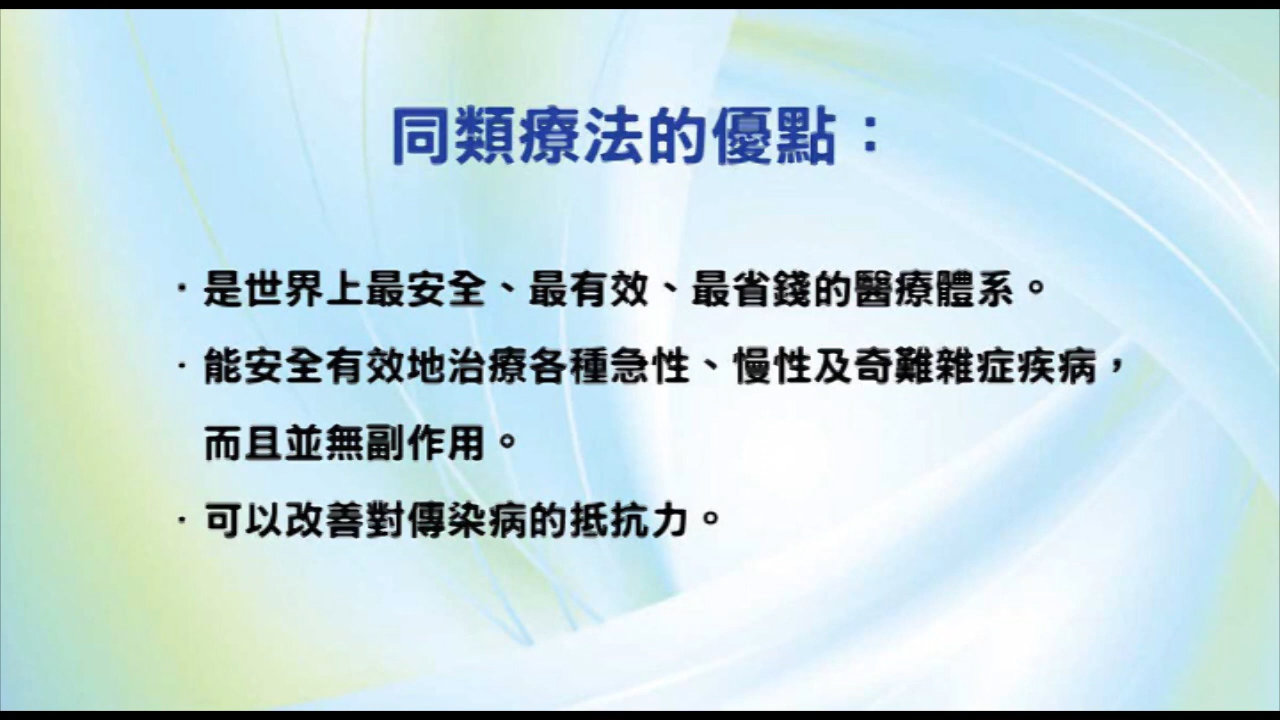 同類療法的優點：
·是世界上最安全、最有效、最省錢的醫療體系。
·能安全有效地治療各種急性、慢性及奇難雜症疾病，
而且並無副作用。
·可以改善對傳染病的抵抗力。